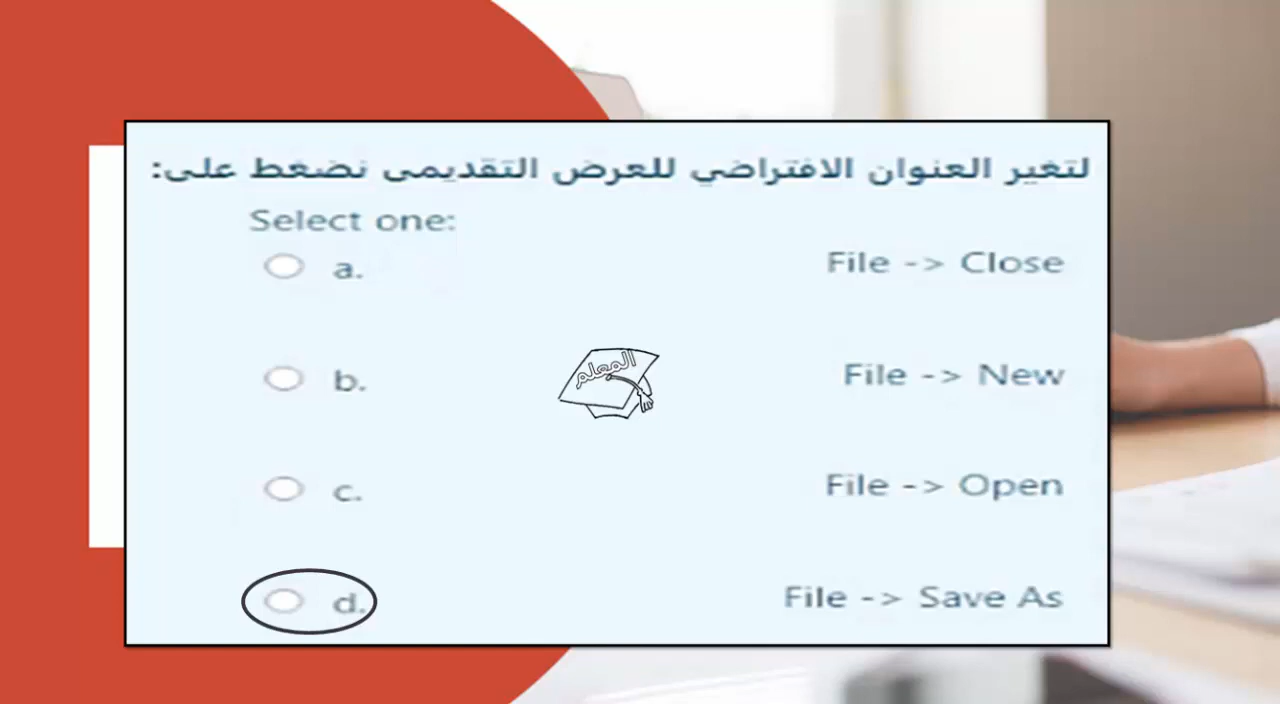 لتغير العنوان الافتراضي للعرض التقديمى نضغط على:
Select one:
a. File -> Close
b. File -> New
المعلم
c. File -> Open
d. File -> Save As